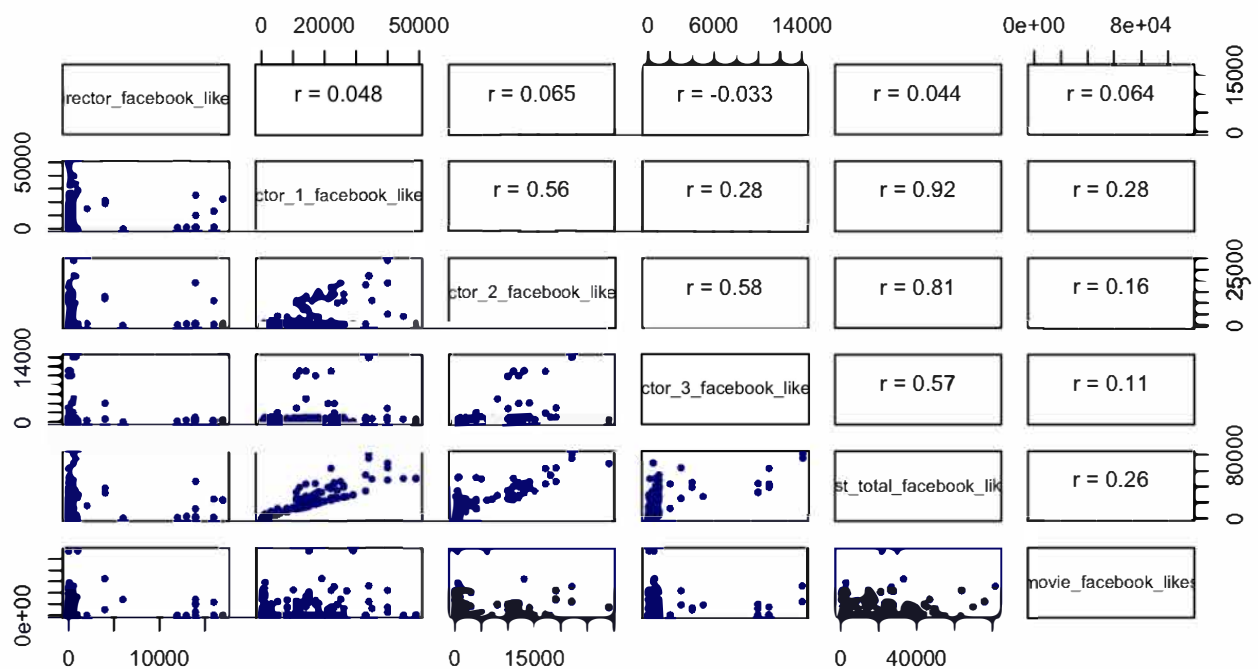 0 20000 50000 0 6000 14000 0e+00 8e+04
rector_facebook_like r = 0.048 r = 0.065 r = -0.033 r = 0.044 r = 0.064 0 15000
0 50000 ctor_1_facebook_like r = 0.56 r = 0.28 r = 0.92 r = 0.28
ctor_2_facebook_like r = 0.58 r = 0.81 r = 0.16 0 25000
0 14000 ctor_3_facebook_like r = 0.57 r = 0.11
st_total_facebook_lik r = 0.26 0 80000
0e+00 movie_facebook_likes
0 10000 0 15000 0 40000